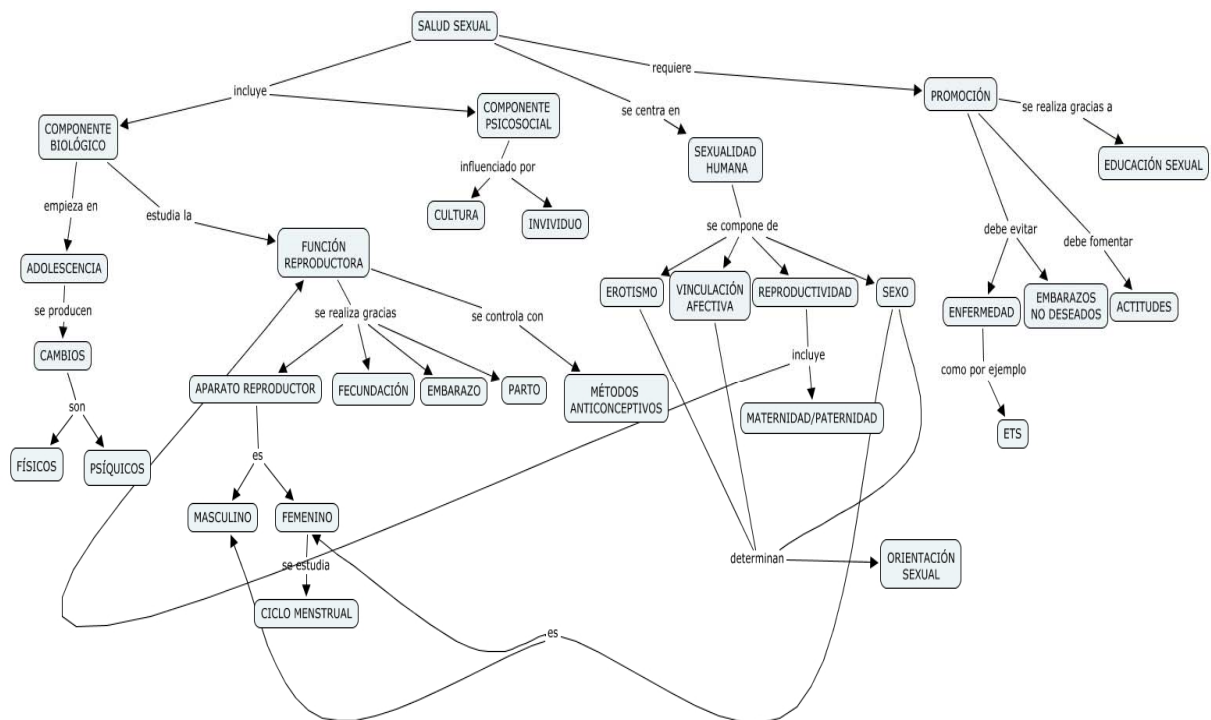 SALUD SEXUAL
requiere
incluye
se centra en
PROMOCIÓN
se realiza gracias a
COMPONENTE
BIOLÓGICO
COMPONENTE
PSICOSOCIAL
SEXUALIDAD
HUMANA
EDUCACIÓN SEXUAL
influenciado por
empieza en
estudia la
CULTURA
INVIVIDUO
se compone de
debe evitar
debe fomentar
ADOLESCENCIA
FUNCIÓN
REPRODUCTORA
EROTISMO
VINCULACIÓN
AFECTIVA
REPRODUCTIVIDAD
SEXO
ENFERMEDAD
EMBARAZOS
NO DESEADOS
ACTITUDES
se producen
se realiza gracias
se controla con
CAMBIOS
incluye
como por ejemplo
APARATO REPRODUCTOR
FECUNDACIÓN
EMBARAZO
PARTO
MÉTODOS
ANTICONCEPTIVOS
son
MATERNIDAD/PATERNIDAD
ETS
FÍSICOS
PSÍQUICOS
es
MASCULINO
FEMENINO
se estudia
determinan
ORIENTACIÓN
SEXUAL
CICLO MENSTRUAL
es